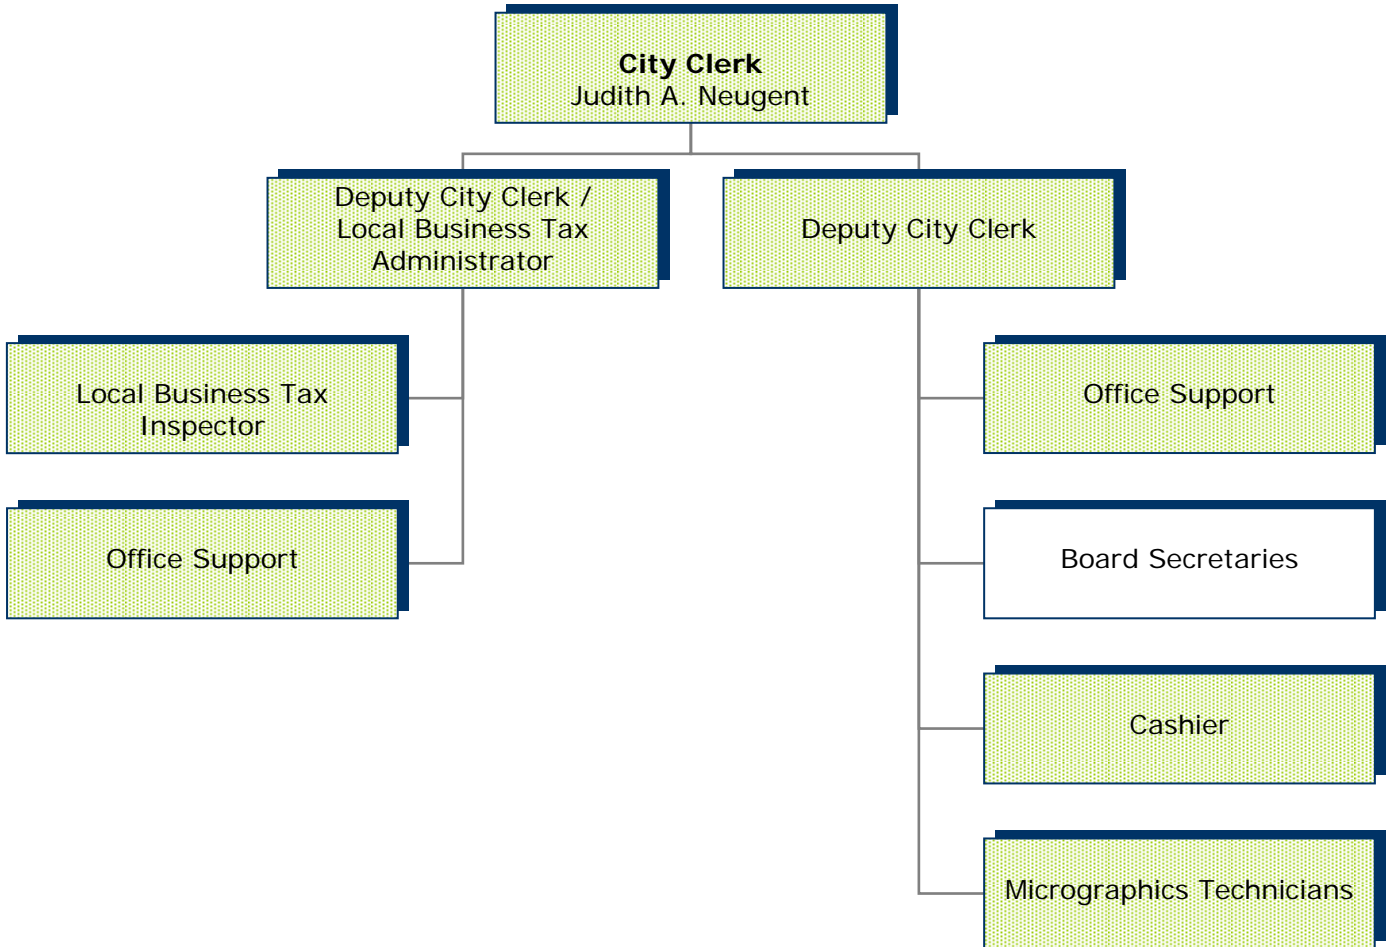 City Clerk
Judith A. Neugent
Deputy City Clerk /
Local Business Tax
Administrator
Deputy City Clerk
Local Business Tax
Inspector
Office Support
Office Support
Board Secretaries
Cashier
Micrographics Technicians